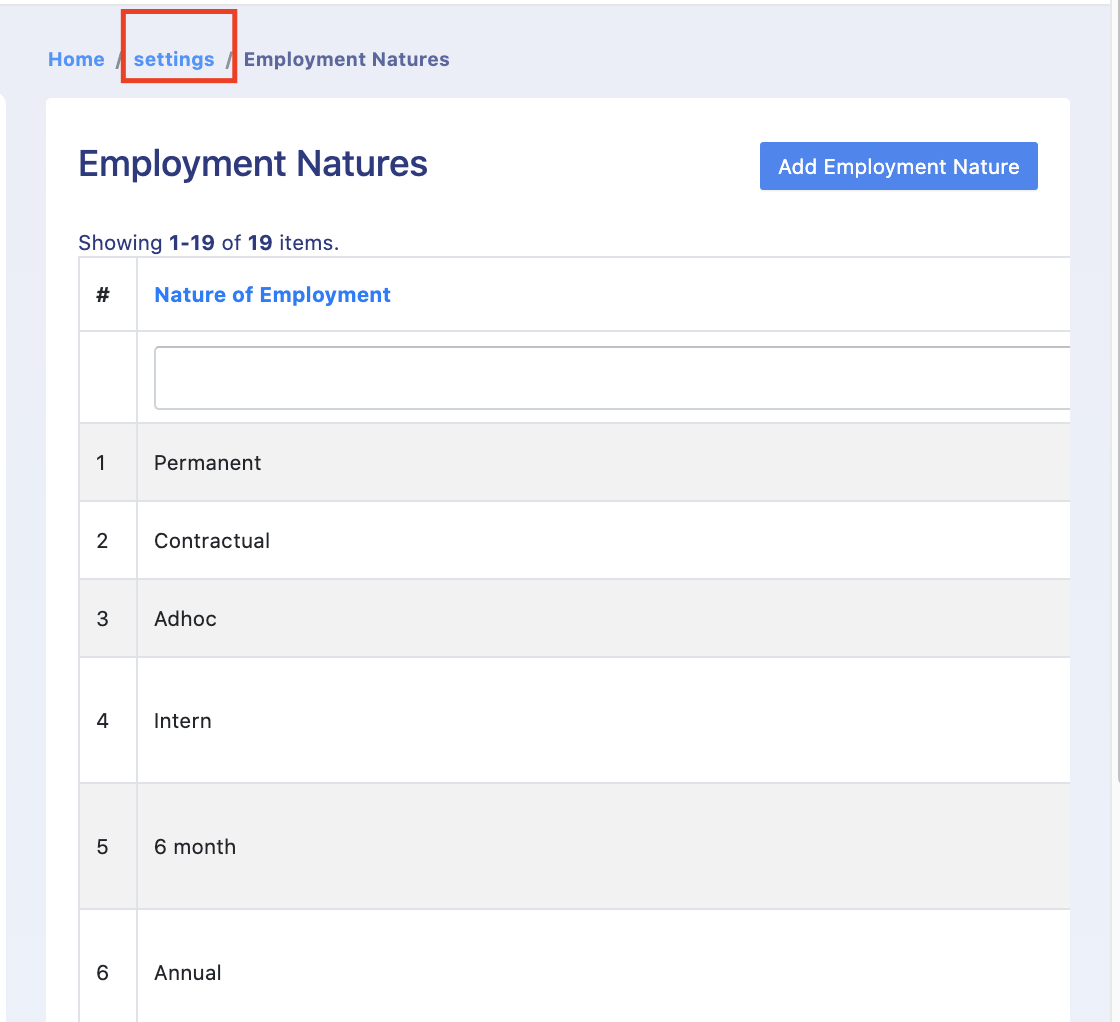 Home / settings / Employment Natures
Employment Natures
Add Employment Nature
Showing 1-19 of 19 items.
# Nature of Employment
1 Permanent
2 Contractual
3 Adhoc
4 Intern
5 6 month
6 Annual